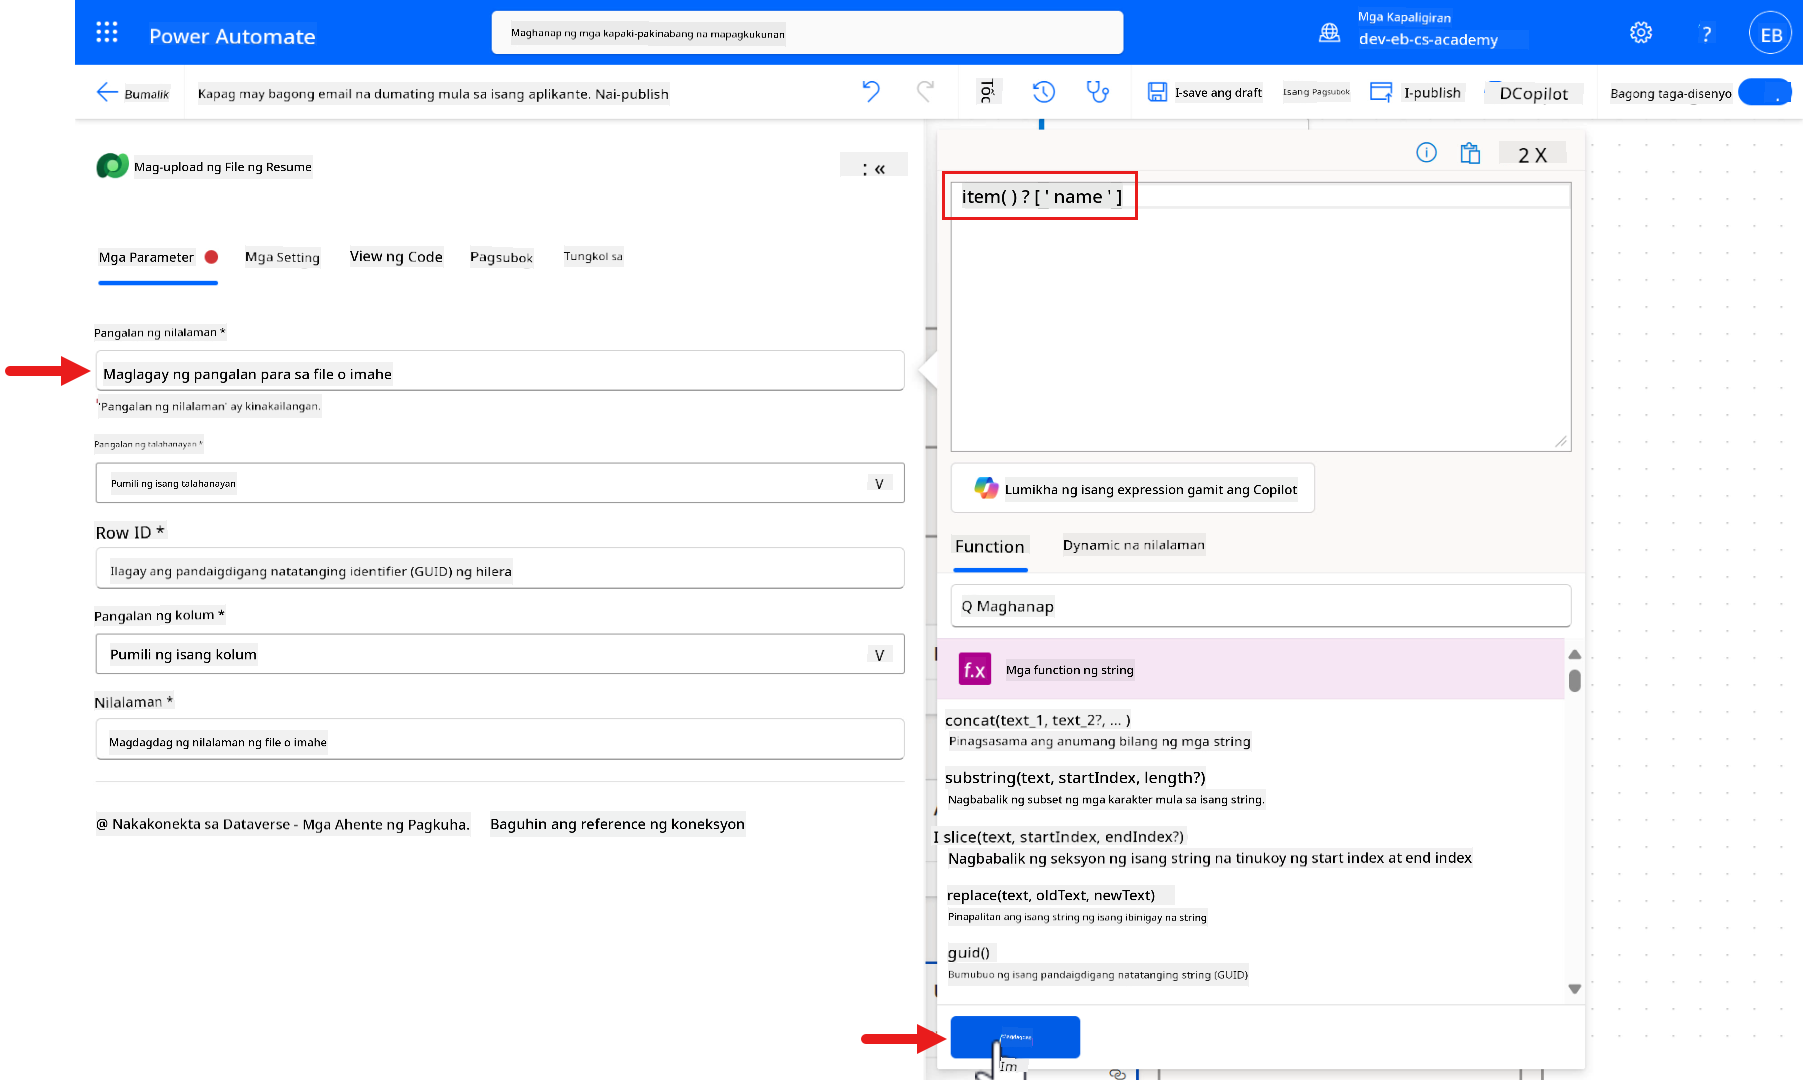 Power Automate
Maghanap ng mga kapaki-pakinabang na mapagkukunan
Mga Kapaligiran
dev-eb-cs-academy
?
EB
Bumalik
Kapag may bagong email na dumating mula sa isang aplikante. Nai-publish
I-save ang draft
Isang Pagsubok
I-publish
DCopilot
Bagong taga-disenyo
Mag-upload ng File ng Resume
: «
2 X
item( ) ? [ ' name ' ]
Mga Parameter
Mga Setting
View ng Code
Pagsubok
Tungkol sa
Pangalan ng nilalaman *
Maglagay ng pangalan para sa file o imahe
'Pangalan ng nilalaman' ay kinakailangan.
Pangalan ng talahanayan *
Pumili ng isang talahanayan
V
Row ID *
Ilagay ang pandaigdigang natatanging identifier (GUID) ng hilera
Pangalan ng kolum *
Pumili ng isang kolum
V
Nilalaman *
Magdagdag ng nilalaman ng file o imahe
@ Nakakonekta sa Dataverse - Mga Ahente ng Pagkuha.
Baguhin ang reference ng koneksyon
Lumikha ng isang expression gamit ang Copilot
Function
Dynamic na nilalaman
Q Maghanap
f.x
Mga function ng string
concat(text_1, text_2?, ... )
Pinagsasama ang anumang bilang ng mga string
substring(text, startIndex, length?)
Nagbabalik ng subset ng mga karakter mula sa isang string.
I slice(text, startIndex, endIndex?)
Nagbabalik ng seksyon ng isang string na tinukoy ng start index at end index
replace(text, oldText, newText)
Pinapalitan ang isang string ng isang ibinigay na string
guid()
Bumubuo ng isang pandaigdigang natatanging string (GUID)
Im